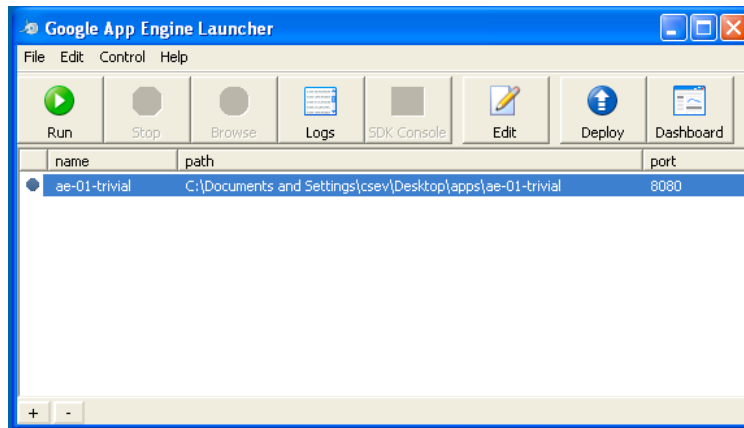 Google App Engine Launcher
File Edit Control Help
Run Stop Browse Logs SDK Console Edit Deploy Dashboard
name path port
ae-01-trivial C:\Documents and Settings\csev\Desktop\apps\ae-01-trivial 8080
+ -